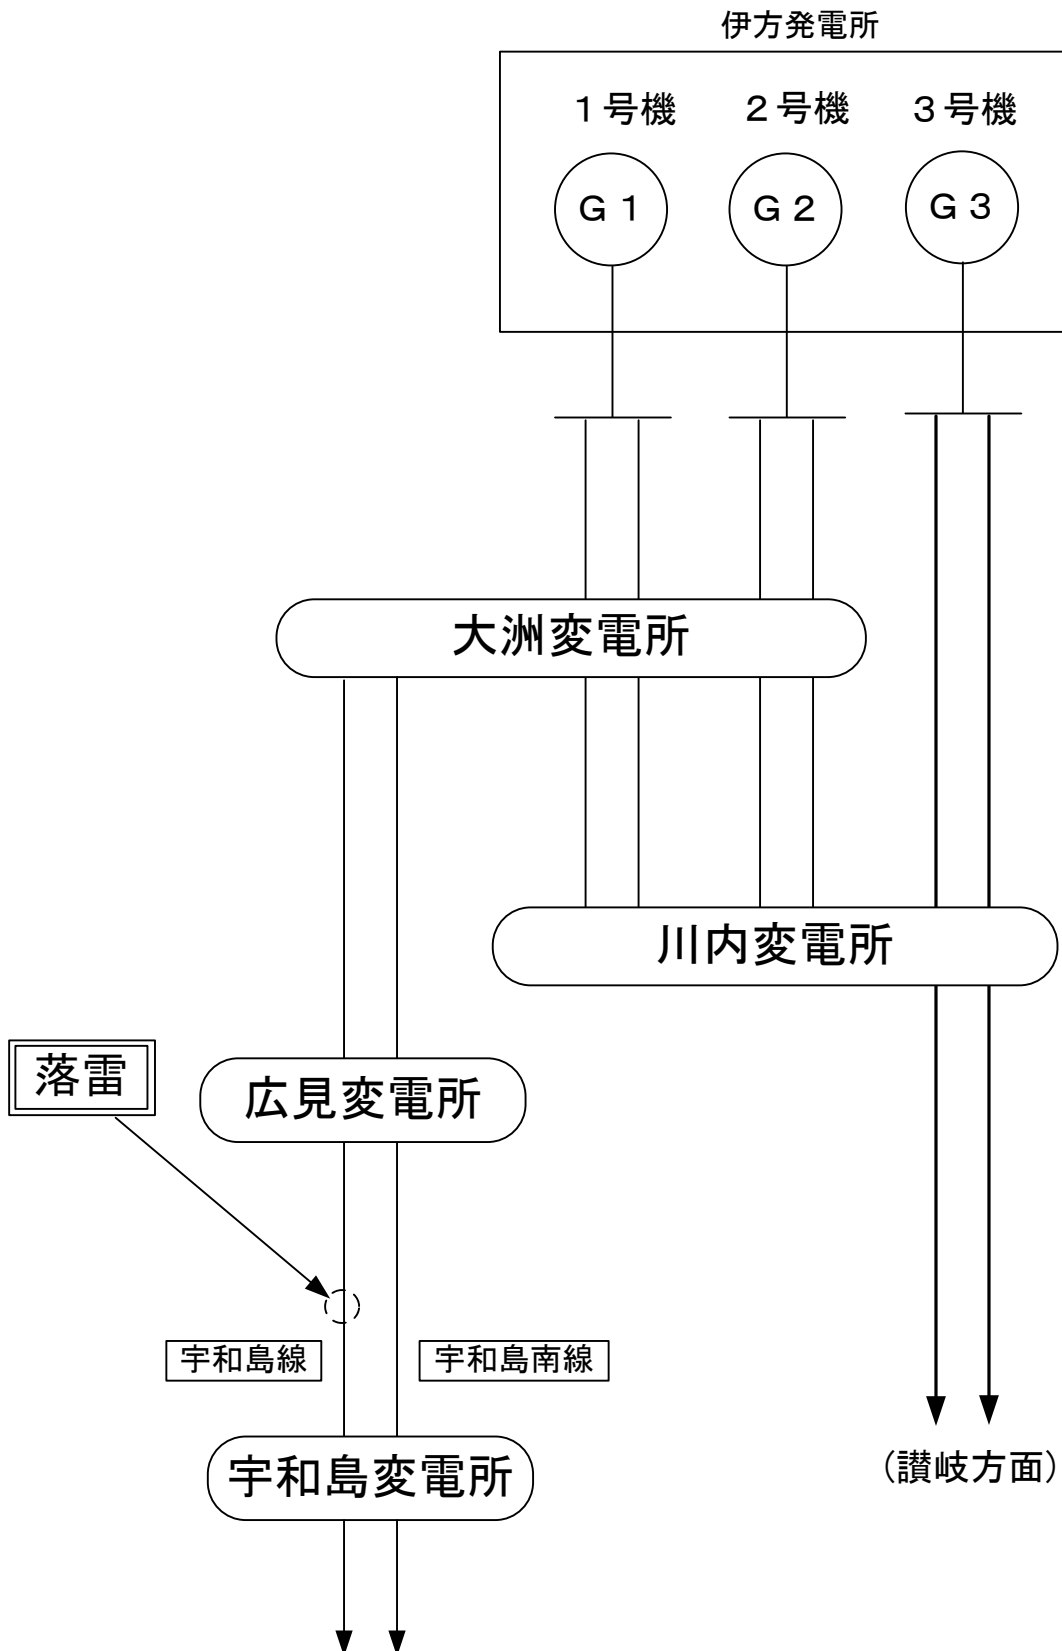 伊方発電所
１号機
２号機
３号機
Ｇ１
Ｇ２
Ｇ３
大洲変電所
川内変電所
落雷
広見変電所
宇和島線
宇和島南線
宇和島変電所
(讃岐方面)